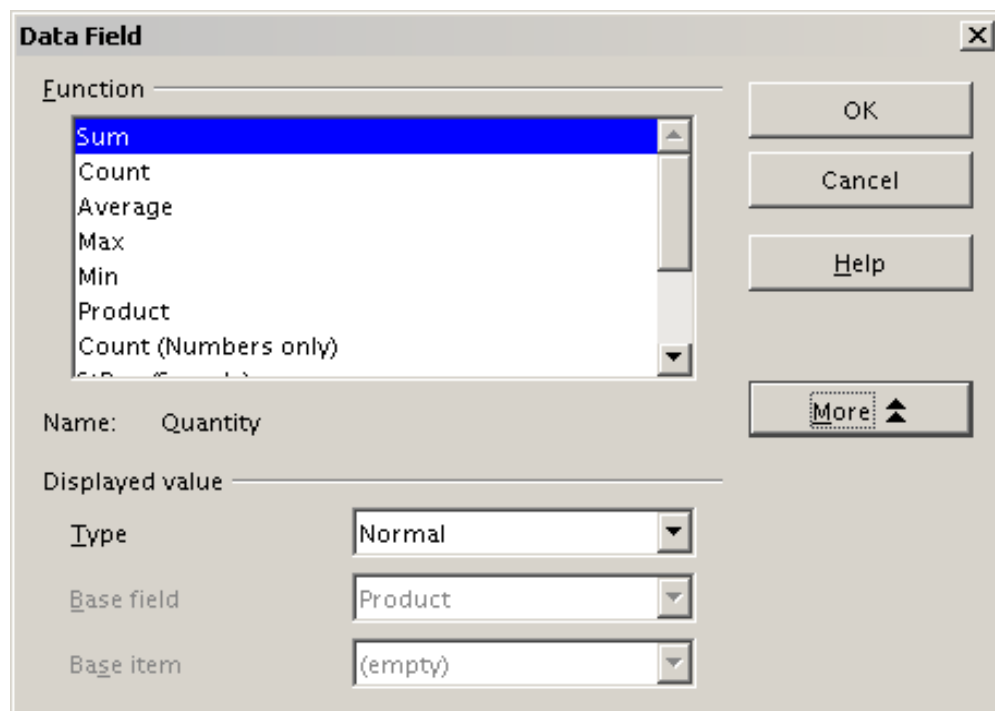 Data Field
Function
Sum
Count
Average
Max
Min
Product
Count (Numbers only)
OK
Cancel
Help
More
Name: Quantity
Displayed value
Type Normal
Base field Product
Base item (empty)